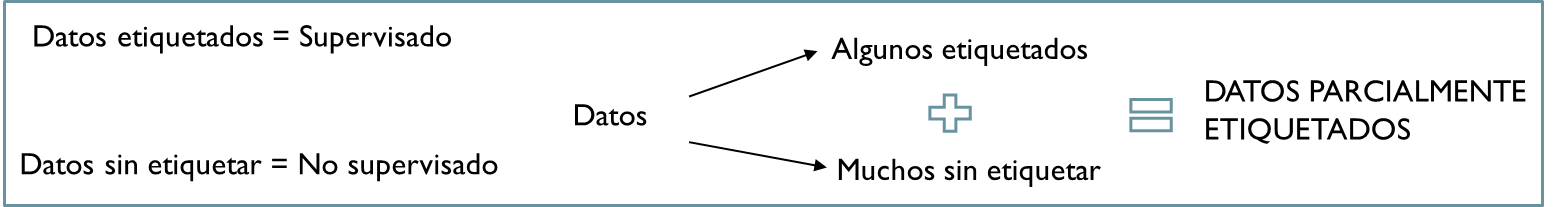 Datos etiquetados = Supervisado
Datos sin etiquetar = No supervisado
Datos
Algunos etiquetados
Muchos sin etiquetar
DATOS PARCIALMENTE
ETIQUETADOS